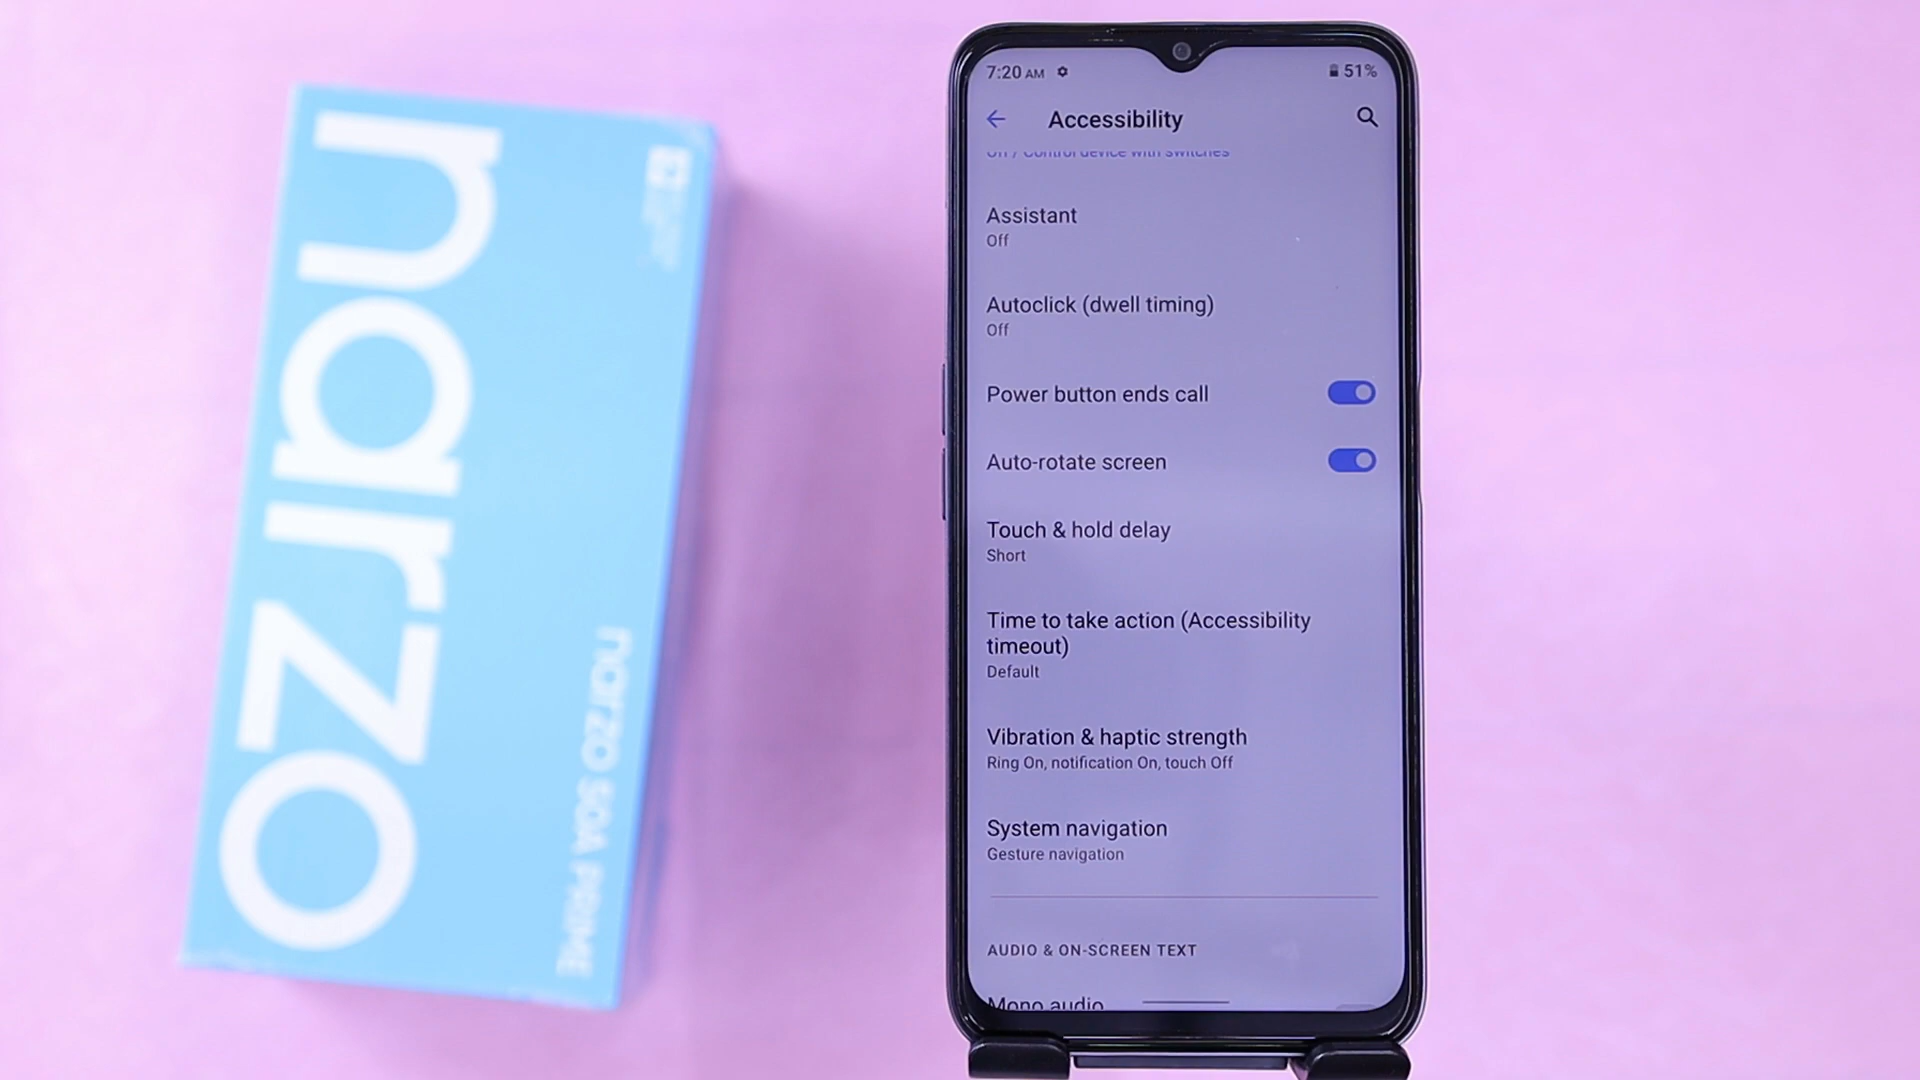 narzo
narzo 50A PRIME
7:20 AM
51%
Accessibility
Assistant
Off
Autoclick (dwell timing)
Off
Power button ends call
Auto-rotate screen
Touch & hold delay
Short
Time to take action (Accessibility
timeout)
Default
Vibration & haptic strength
Ring On, notification On, touch Off
System navigation
Gesture navigation
AUDIO & ON-SCREEN TEXT
Mono audio